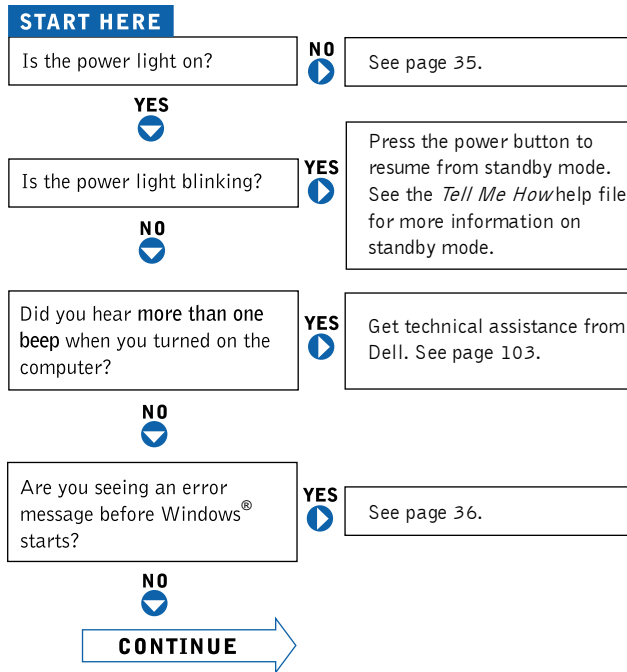 START HERE
Is the power light on?
NO
See page 35.
YES
Is the power light blinking?
YES
Press the power button to
resume from standby mode.
See the Tell Me How help file
for more information on
standby mode.
NO
Did you hear more than one
beep when you turned on the
computer?
YES
Get technical assistance from
Dell. See page 103.
NO
Are you seeing an error
message before Windows®
starts?
YES
See page 36.
NO
CONTINUE